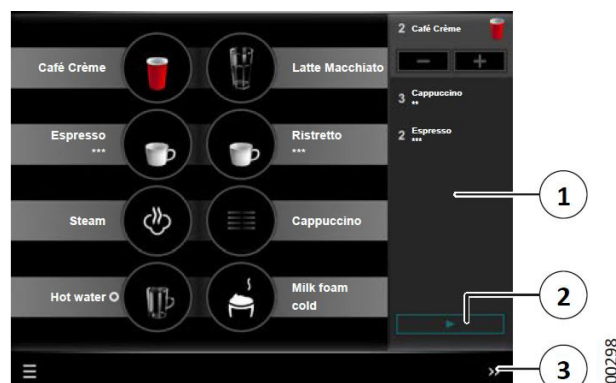 Café Crème
Latte Macchiato
Espresso
***
Ristretto
***
Steam
Cappuccino
Hot water
Milk foam
cold
2 Café Crème
− +
3 Cappuccino
**
2 Espresso
***
1
2
3
00298